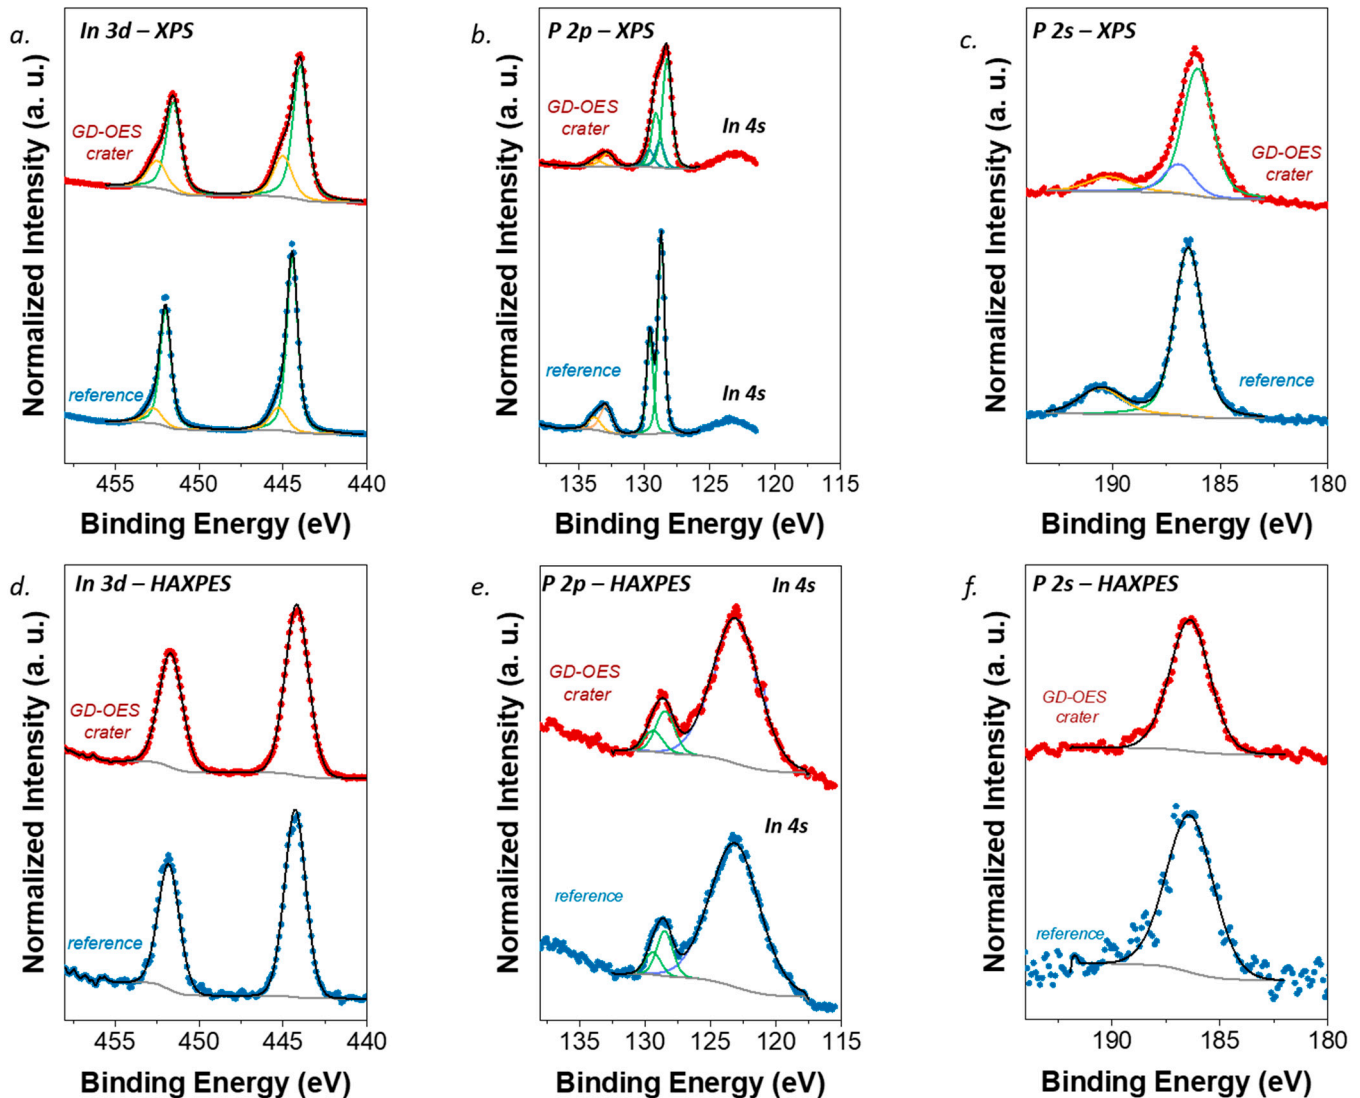 a.
In 3d – XPS
Normalized Intensity (a. u.)
GD-OES
crater
reference
455 450 445 440
Binding Energy (eV)
b.
P 2p – XPS
Normalized Intensity (a. u.)
GD-OES
crater
In 4s
reference
In 4s
135 130 125 120 115
Binding Energy (eV)
c.
P 2s – XPS
Normalized Intensity (a. u.)
GD-OES
crater
reference
190 185 180
Binding Energy (eV)
d.
In 3d – HAXPES
Normalized Intensity (a. u.)
GD-OES
crater
reference
455 450 445 440
Binding Energy (eV)
e.
P 2p – HAXPES
In 4s
Normalized Intensity (a. u.)
GD-OES
crater
In 4s
reference
135 130 125 120 115
Binding Energy (eV)
f.
P 2s – HAXPES
Normalized Intensity (a. u.)
GD-OES
crater
reference
190 185 180
Binding Energy (eV)